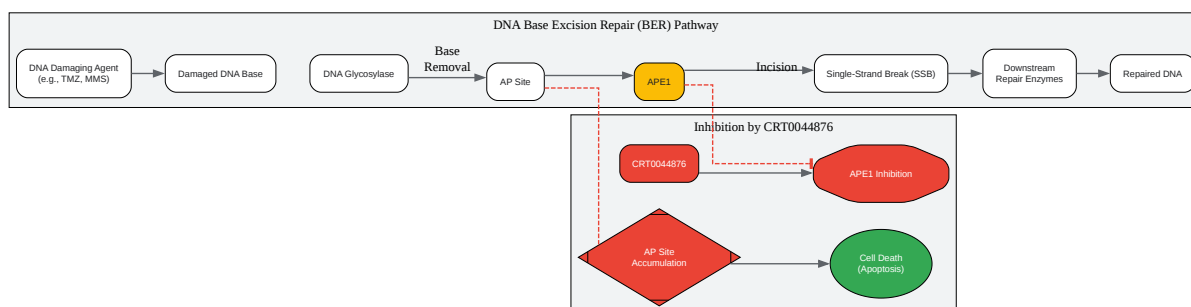 DNA Base Excision Repair (BER) Pathway
DNA Damaging Agent
(e.g., TMZ, MMS)
Damaged DNA Base
DNA Glycosylase
Base
Removal
AP Site
APE1
Incision
Single-Strand Break (SSB)
Downstream
Repair Enzymes
Repaired DNA
Inhibition by CRT0044876
CRT0044876
APE1 Inhibition
AP Site
Accumulation
Cell Death
(Apoptosis)